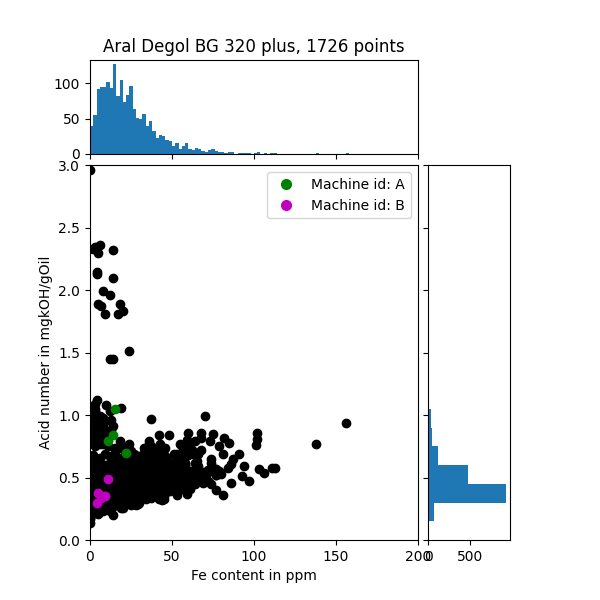 Aral Degol BG 320 plus, 1726 points
100
50
0
3.0
2.5
2.0
1.5
1.0
0.5
0.0
Acid number in mgkOH/gOil
Machine id: A
Machine id: B
0 50 100 150 200
0 500
Fe content in ppm